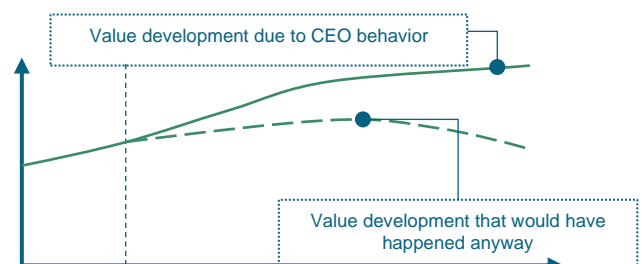 Value development due to CEO behavior
Value development that would have
happened anyway